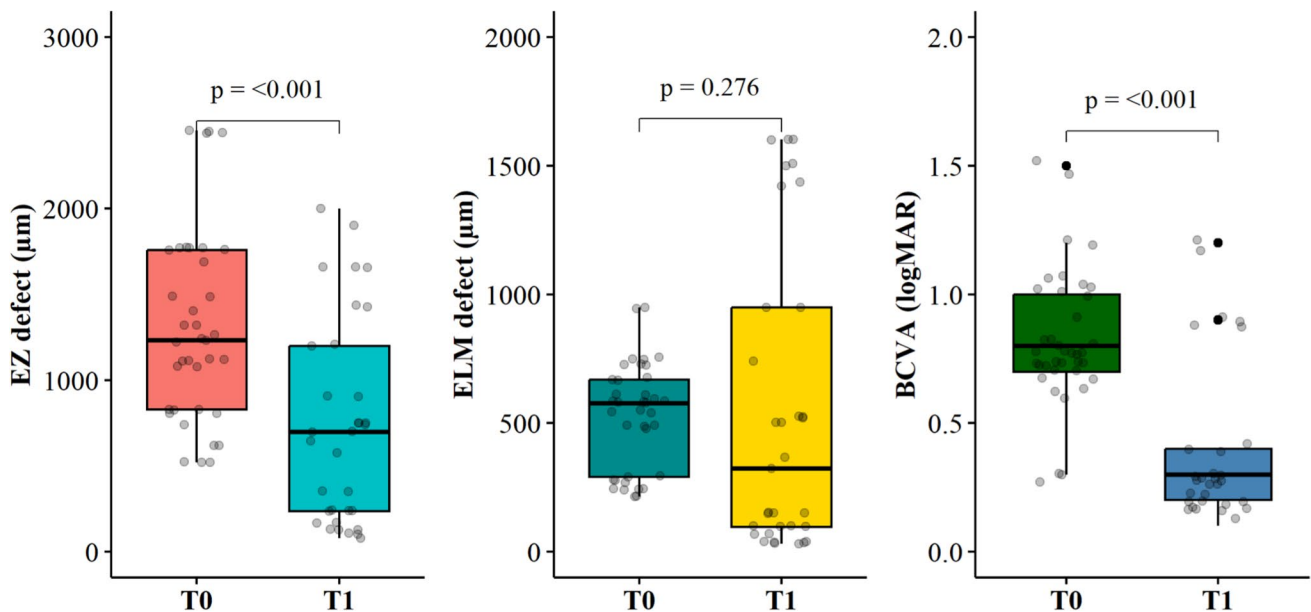 EZ defect (μm)
3000
2000
1000
0
p = <0.001
T0
T1
ELM defect (μm)
2000
1500
1000
500
0
p = 0.276
T0
T1
BCVA (logMAR)
2.0
1.5
1.0
0.5
0.0
p = <0.001
T0
T1